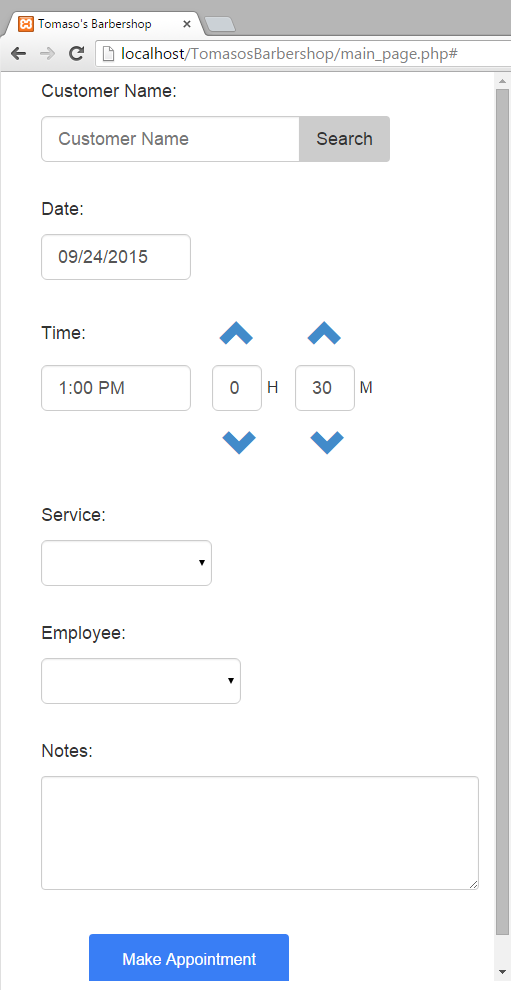 Tomaso's Barbershop
localhost/TomasosBarbershop/main_page.php#
Customer Name:
Customer Name Search
Date:
09/24/2015
Time:
1:00 PM 0 H 30 M
Service:
Employee:
Notes:
Make Appointment